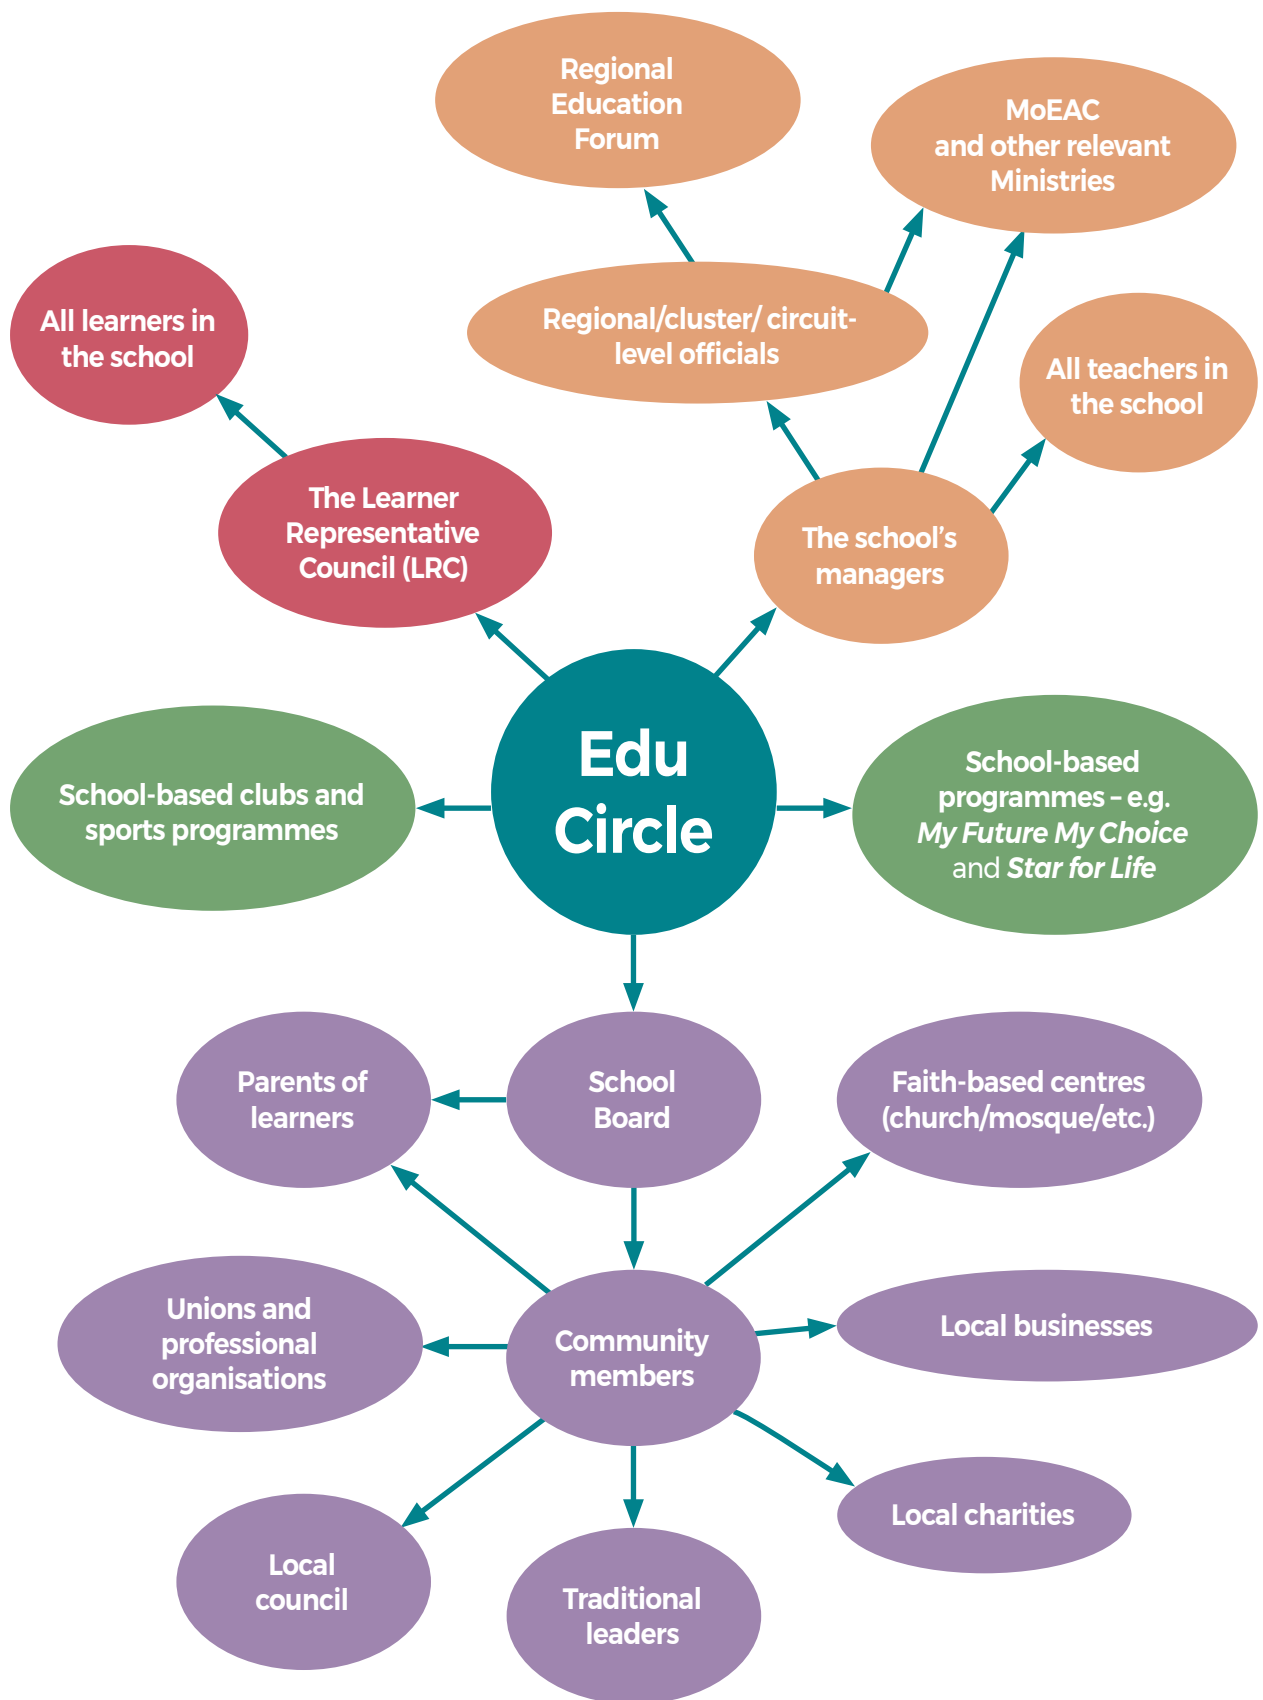 Regional
Education
Forum
MoEAC
and other relevant
Ministries
All learners in
the school
Regional/cluster/ circuit-
level officials
All teachers in
the school
The Learner
Representative
Council (LRC)
The school’s
managers
Edu
Circle
School-based clubs and
sports programmes
School-based
programmes – e.g.
My Future My Choice
and Star for Life
Parents of
learners
School
Board
Faith-based centres
(church/mosque/etc.)
Unions and
professional
organisations
Community
members
Local businesses
Local charities
Local
council
Traditional
leaders